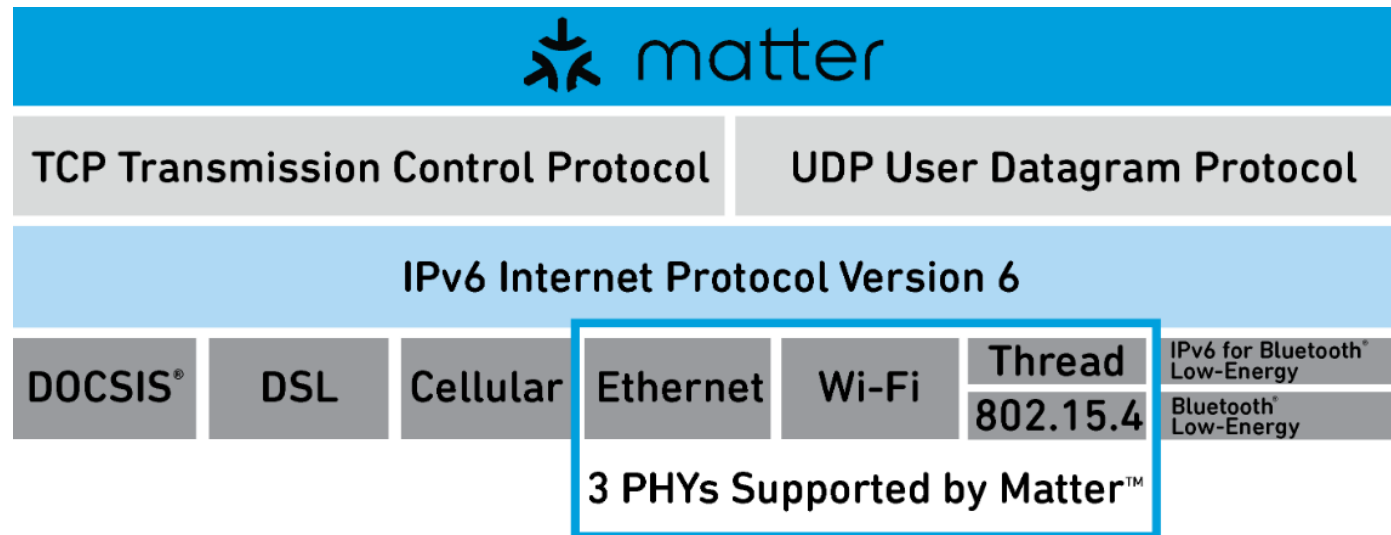 matter
TCP Transmission Control Protocol
UDP User Datagram Protocol
IPv6 Internet Protocol Version 6
DOCSIS®
DSL
Cellular
Ethernet
Wi-Fi
Thread
802.15.4
IPv6 for Bluetooth®
Low-Energy
Bluetooth®
Low-Energy
3 PHYs Supported by Matter™